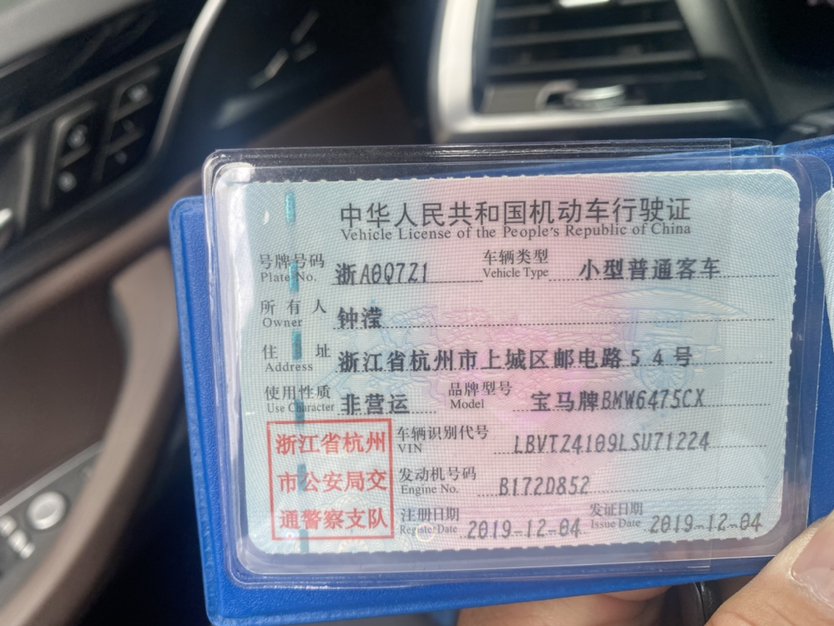 中华人民共和国机动车行驶证
Vehicle License of the People's Republic of China
号牌号码 浙A0Q7Z1 车辆类型 小型普通客车
Plate No. Vehicle Type
所有人 钟滢
Owner
住址 浙江省杭州市上城区邮电路54号
Address
使用性质 非营运 品牌型号 宝马牌BMW6475CX
Use Character Model
浙江省杭州
市公安局交
通警察支队
车辆识别代号 LBVTZ4109LSU71224
VIN
发动机号码 B172D852
Engine No.
注册日期 2019-12-04 发证日期 2019-12-04
Register Date Issue Date